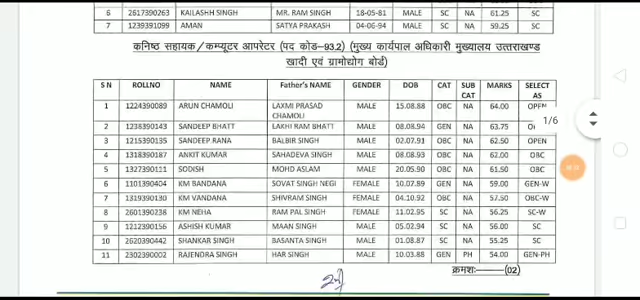 6 2617390263 KAILASHH SINGH MR. RAM SINGH 18-05-81 MALE SC NA 61.25 SC
7 1239391099 AMAN SATYA PRAKASH 04-06-94 MALE SC NA 59.25 SC
कनिष्ठ सहायक/कम्प्यूटर आपरेटर (पद कोड-93.2) (मुख्य कार्यपाल अधिकारी मुख्यालय उत्तराखण्ड
खादी एवं ग्रामोद्योग बोर्ड)
S N ROLLNO NAME Father's NAME GENDER DOB CAT SUB CAT MARKS SELECT AS
1 1224390089 ARUN CHAMOLI LAXMI PRASAD CHAMOLI MALE 15.08.88 OBC NA 64.00 OPEN
1/6
2 1238390143 SANDEEP BHATT LAKHI RAM BHATT MALE 08.08.94 GEN NA 63.75
3 1215390135 SANDEEP RANA BALBIR SINGH MALE 02.07.91 OBC NA 62.50 OPEN
4 1318390187 ANKIT KUMAR SAHADEVA SINGH MALE 08.08.93 OBC NA 62.00 OBC
5 1327390111 SODISH MOHD ASLAM MALE 20.05.90 OBC NA 61.50 OBC
6 1101390404 KM BANDANA SOVAT SINGH NEGI FEMALE 10.07.89 GEN NA 59.00 GEN-W
7 1319390130 KM VANDANA SHIVRAM SINGH FEMALE 04.10.92 OBC NA 57.50 OBC-W
8 2601390238 KM NEHA RAM PAL SINGH FEMALE 11.02.95 SC NA 56.25 SC-W
9 1212390156 ASHISH KUMAR MAAN SINGH MALE 05.02.94 SC NA 56.00 SC
10 2620390442 SHANKAR SINGH BASANTA SINGH MALE 01.08.87 SC NA 55.25 SC
11 2302390002 RAJENDRA SINGH HAR SINGH MALE 10.03.88 GEN PH 54.00 GEN-PH
क्रमशः-----(02)